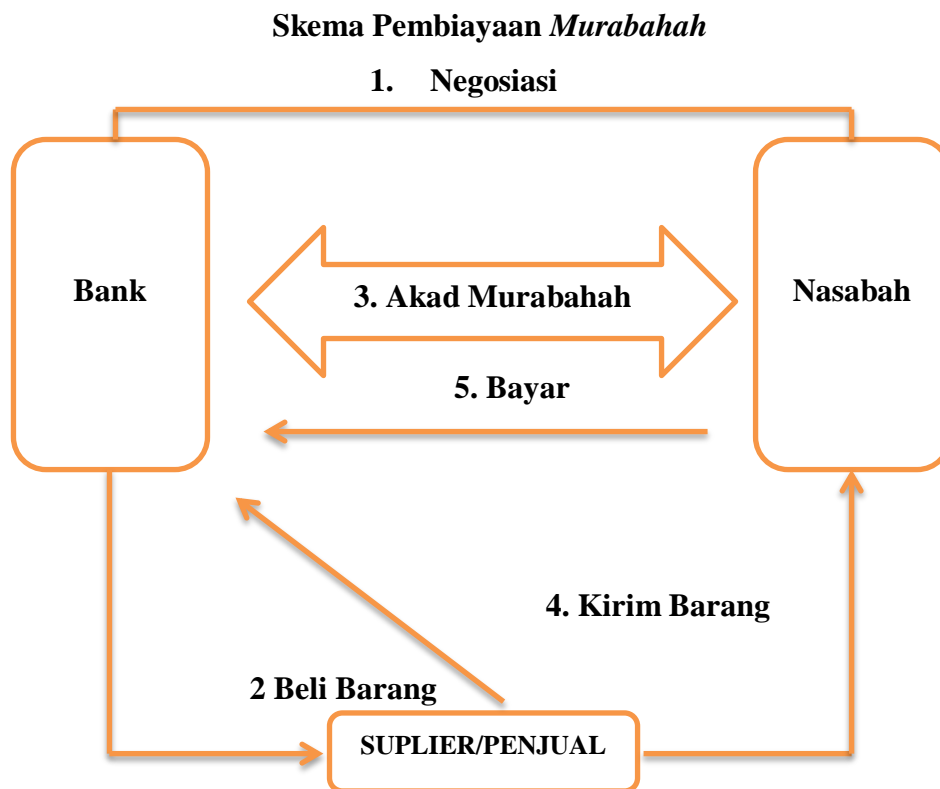 Skema Pembiayaan Murabahah
1. Negosiasi
Bank
3. Akad Murabahah
Nasabah
5. Bayar
4. Kirim Barang
2 Beli Barang
SUPLIER/PENJUAL